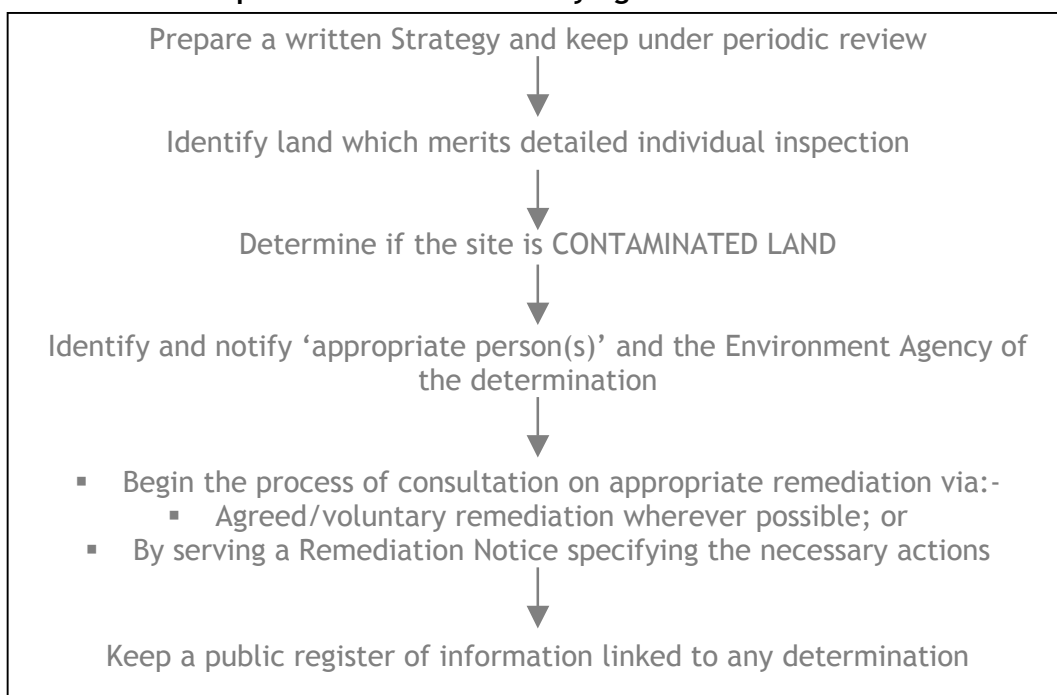 Prepare a written Strategy and keep under periodic review
Identify land which merits detailed individual inspection
Determine if the site is CONTAMINATED LAND
Identify and notify ‘appropriate person(s)’ and the Environment Agency of
the determination
▪ Begin the process of consultation on appropriate remediation via:-
▪ Agreed/voluntary remediation wherever possible; or
▪ By serving a Remediation Notice specifying the necessary actions
Keep a public register of information linked to any determination